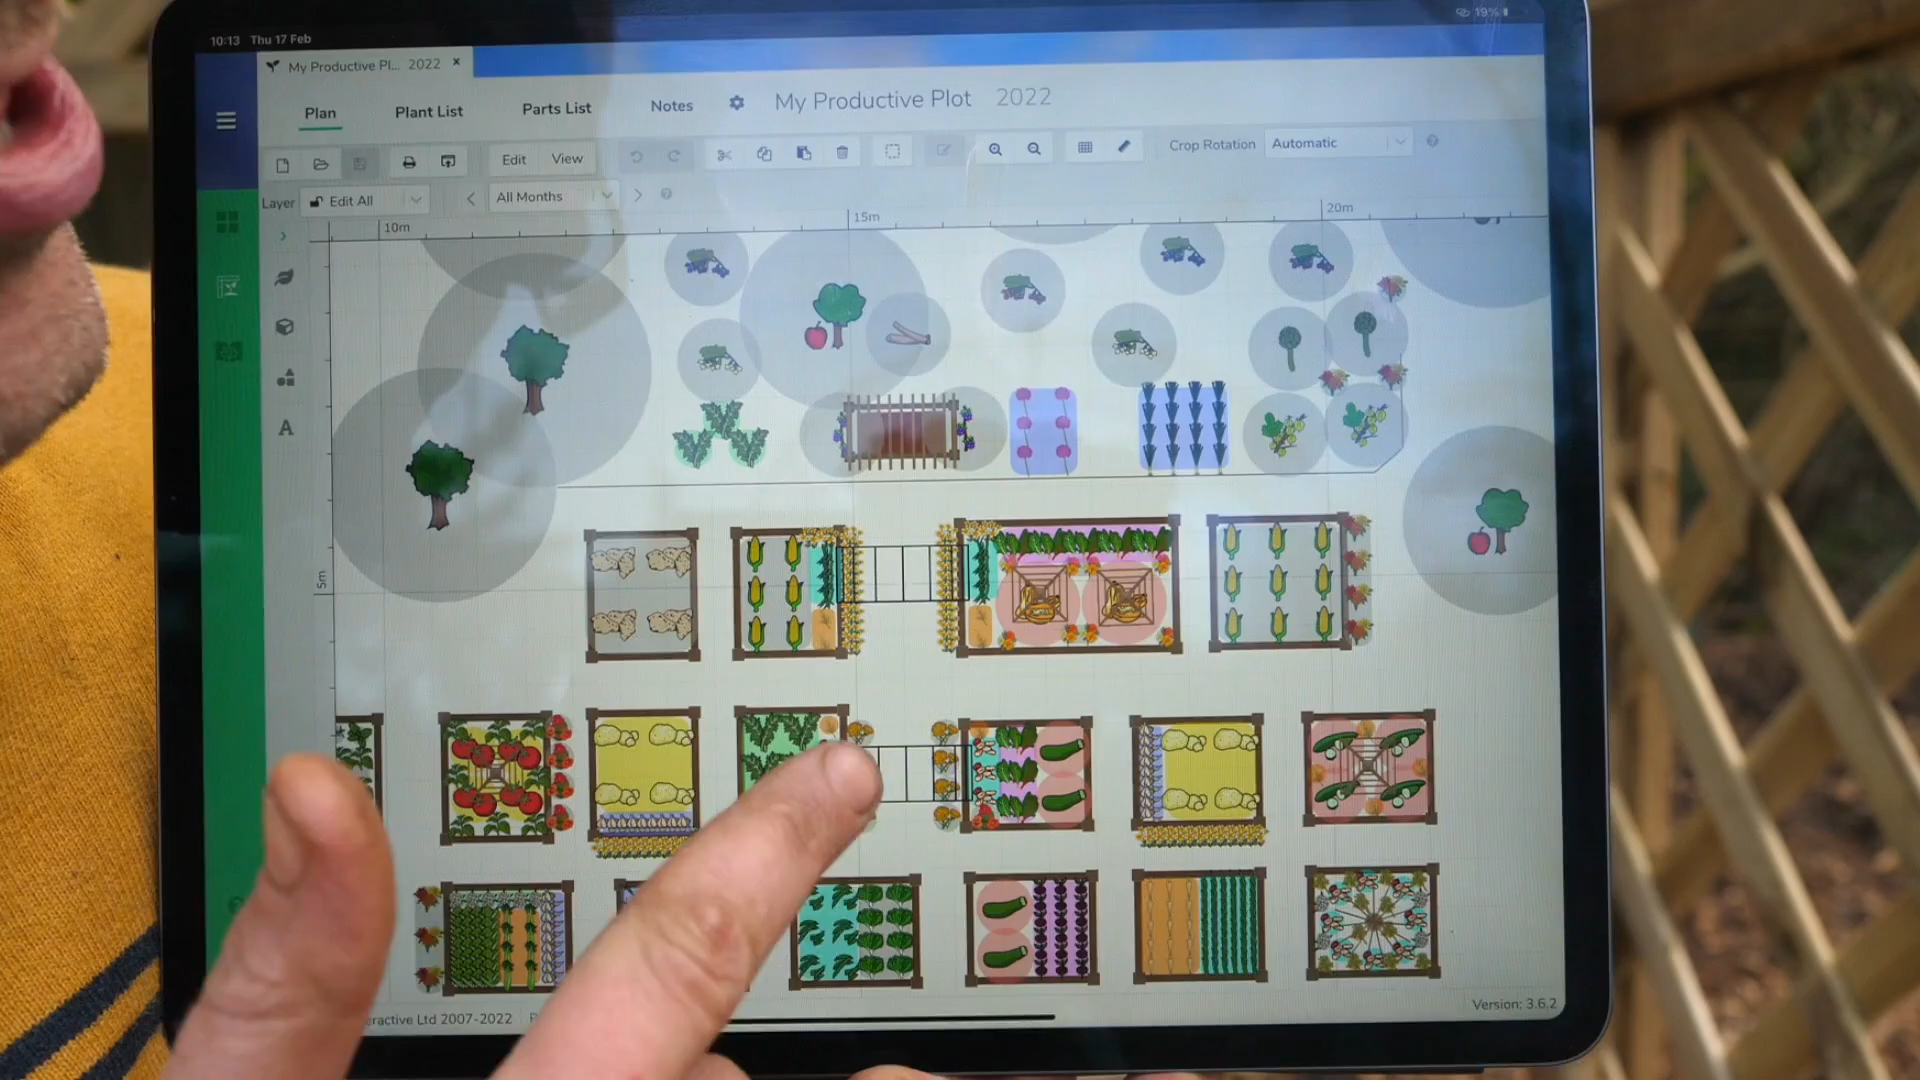 10:13 Thu 17 Feb
19%
My Productive Pl... 2022 x
Plan Plant List Parts List Notes My Productive Plot 2022
Edit View Crop Rotation Automatic
Layer Edit All All Months
10m 15m 20m
A
5m
eractive Ltd 2007-2022
Version: 3.6.2